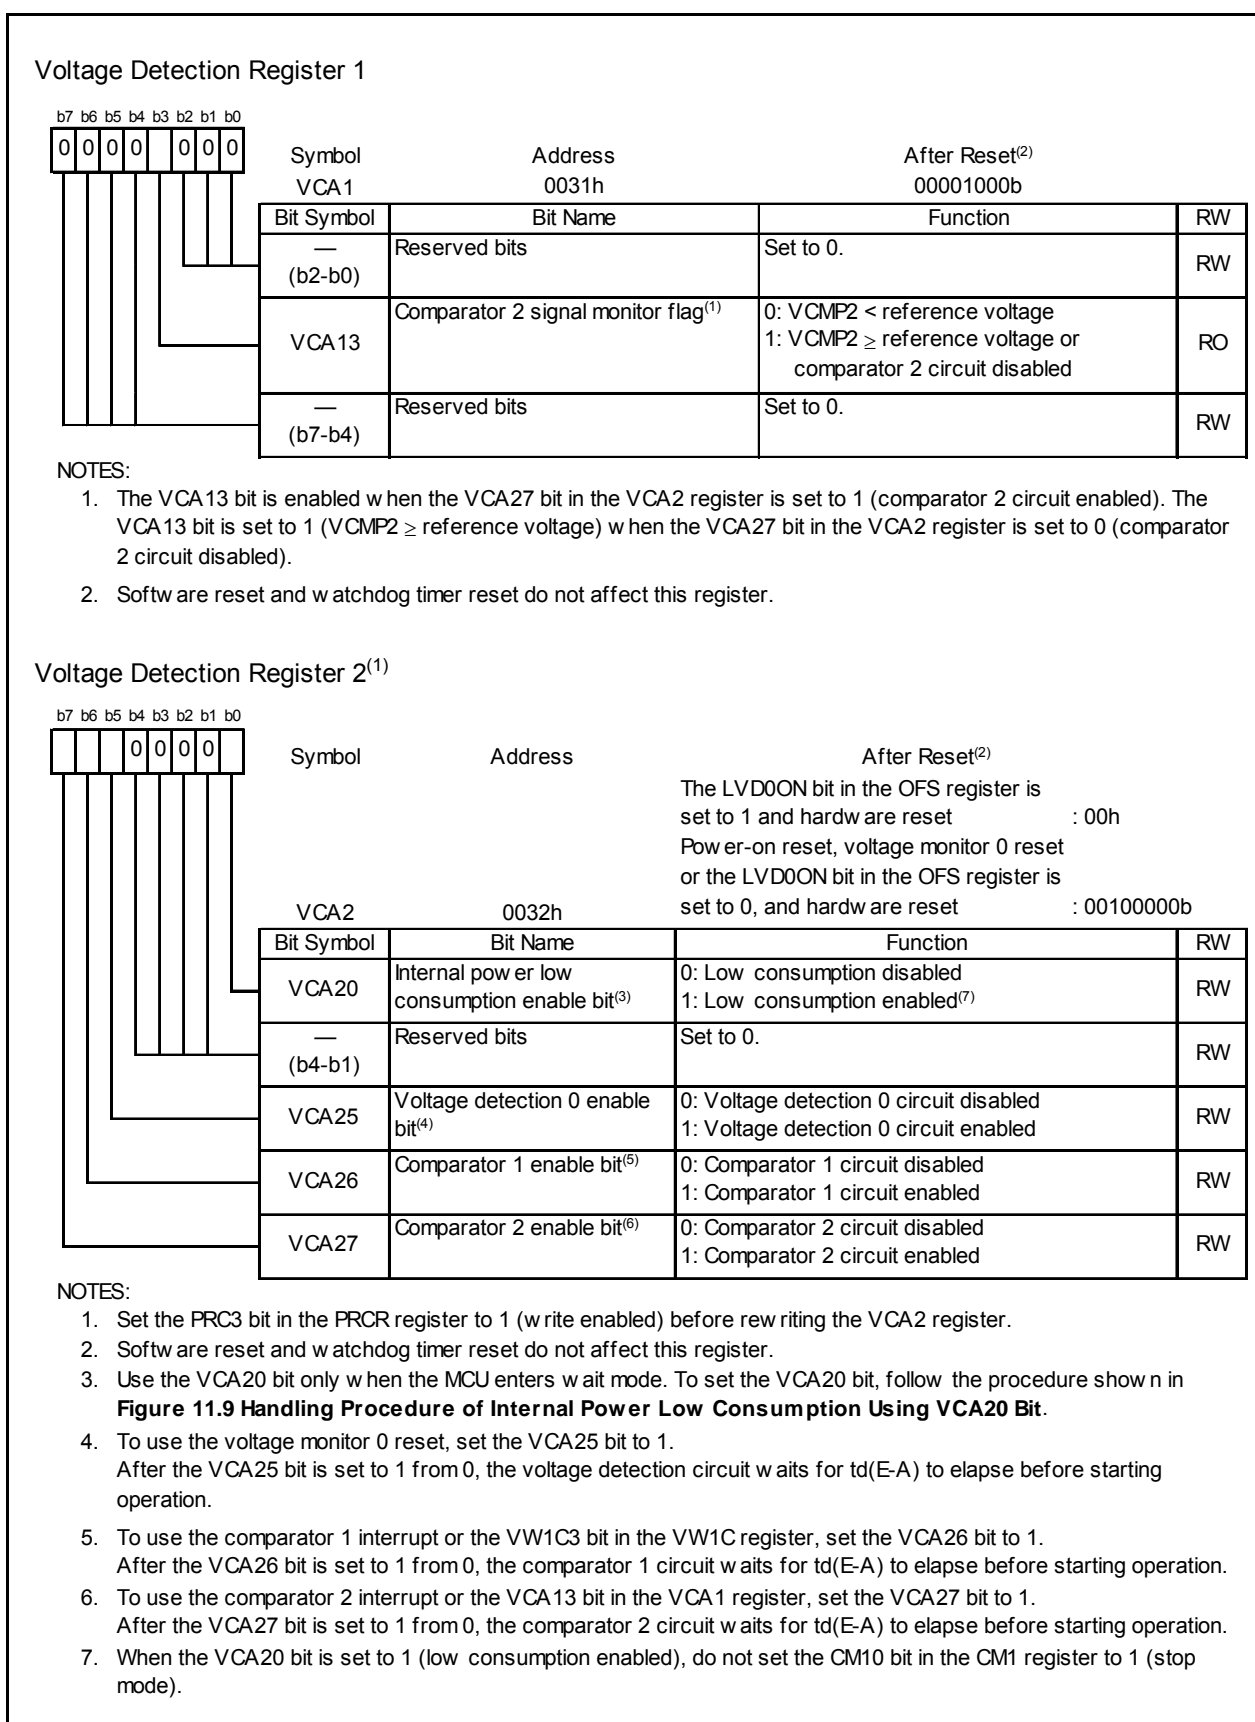 Voltage Detection Register 1
b7 b6 b5 b4 b3 b2 b1 b0
0 0 0 0 0 0 0
Symbol Address After Reset(2)
VCA1 0031h 00001000b
Bit Symbol Bit Name Function RW
— (b2-b0) Reserved bits Set to 0. RW
VCA13 Comparator 2 signal monitor flag(1) 0: VCMP2 < reference voltage RO
1: VCMP2 ≥ reference voltage or
comparator 2 circuit disabled
— (b7-b4) Reserved bits Set to 0. RW
NOTES:
1. The VCA13 bit is enabled when the VCA27 bit in the VCA2 register is set to 1 (comparator 2 circuit enabled). The
VCA13 bit is set to 1 (VCMP2 ≥ reference voltage) when the VCA27 bit in the VCA2 register is set to 0 (comparator
2 circuit disabled).
2. Software reset and watchdog timer reset do not affect this register.
Voltage Detection Register 2(1)
b7 b6 b5 b4 b3 b2 b1 b0
0 0 0 0
Symbol Address After Reset(2)
The LVD0ON bit in the OFS register is
set to 1 and hardware reset : 00h
Power-on reset, voltage monitor 0 reset
or the LVD0ON bit in the OFS register is
VCA2 0032h set to 0, and hardware reset : 00100000b
Bit Symbol Bit Name Function RW
VCA20 Internal power low 0: Low consumption disabled RW
consumption enable bit(3) 1: Low consumption enabled(7)
— (b4-b1) Reserved bits Set to 0. RW
VCA25 Voltage detection 0 enable 0: Voltage detection 0 circuit disabled RW
bit(4) 1: Voltage detection 0 circuit enabled
VCA26 Comparator 1 enable bit(5) 0: Comparator 1 circuit disabled RW
1: Comparator 1 circuit enabled
VCA27 Comparator 2 enable bit(6) 0: Comparator 2 circuit disabled RW
1: Comparator 2 circuit enabled
NOTES:
1. Set the PRC3 bit in the PRCR register to 1 (write enabled) before rewriting the VCA2 register.
2. Software reset and watchdog timer reset do not affect this register.
3. Use the VCA20 bit only when the MCU enters wait mode. To set the VCA20 bit, follow the procedure shown in
Figure 11.9 Handling Procedure of Internal Power Low Consumption Using VCA20 Bit.
4. To use the voltage monitor 0 reset, set the VCA25 bit to 1.
After the VCA25 bit is set to 1 from 0, the voltage detection circuit waits for td(E-A) to elapse before starting
operation.
5. To use the comparator 1 interrupt or the VW1C3 bit in the VW1C register, set the VCA26 bit to 1.
After the VCA26 bit is set to 1 from 0, the comparator 1 circuit waits for td(E-A) to elapse before starting operation.
6. To use the comparator 2 interrupt or the VCA13 bit in the VCA1 register, set the VCA27 bit to 1.
After the VCA27 bit is set to 1 from 0, the comparator 2 circuit waits for td(E-A) to elapse before starting operation.
7. When the VCA20 bit is set to 1 (low consumption enabled), do not set the CM10 bit in the CM1 register to 1 (stop
mode).